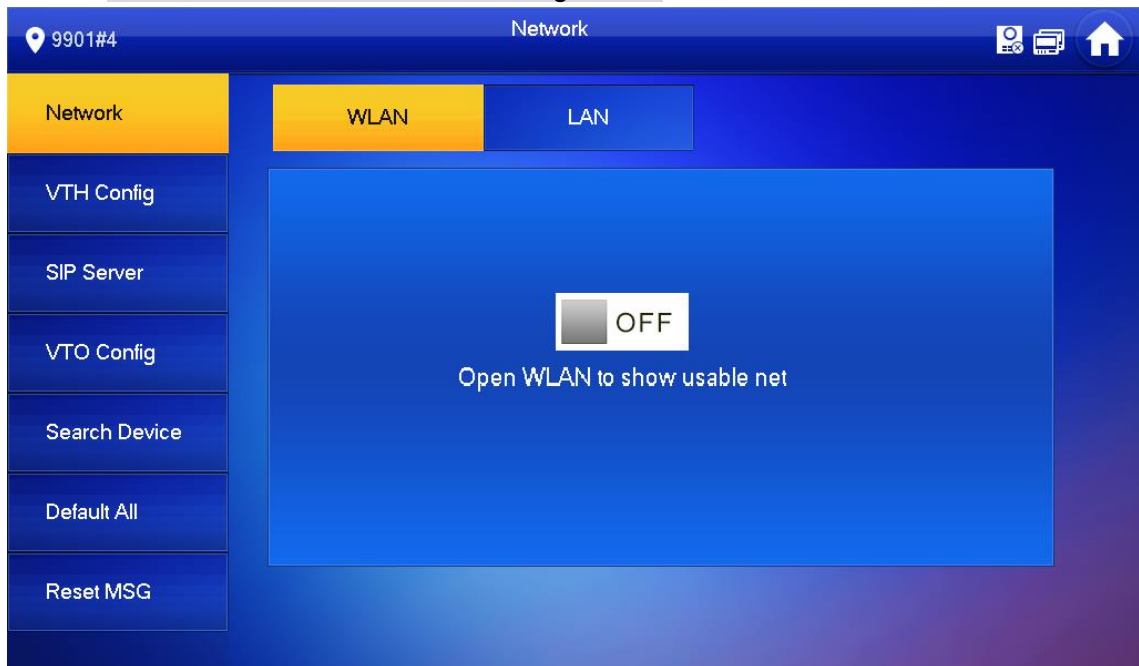 9901#4
Network
Network
WLAN
LAN
VTH Config
SIP Server
VTO Config
Search Device
Default All
Reset MSG
OFF
Open WLAN to show usable net